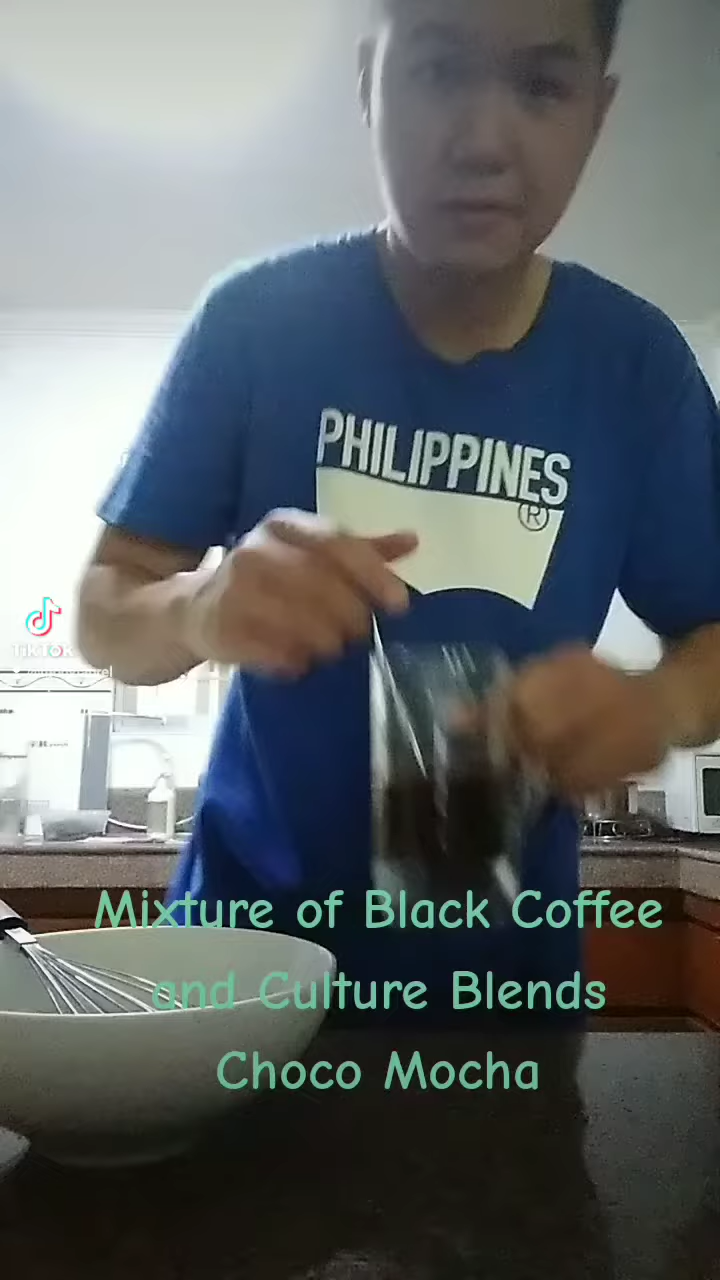 PHILIPPINES
®
TikTok
Mixture of Black Coffee
and Culture Blends
Choco Mocha